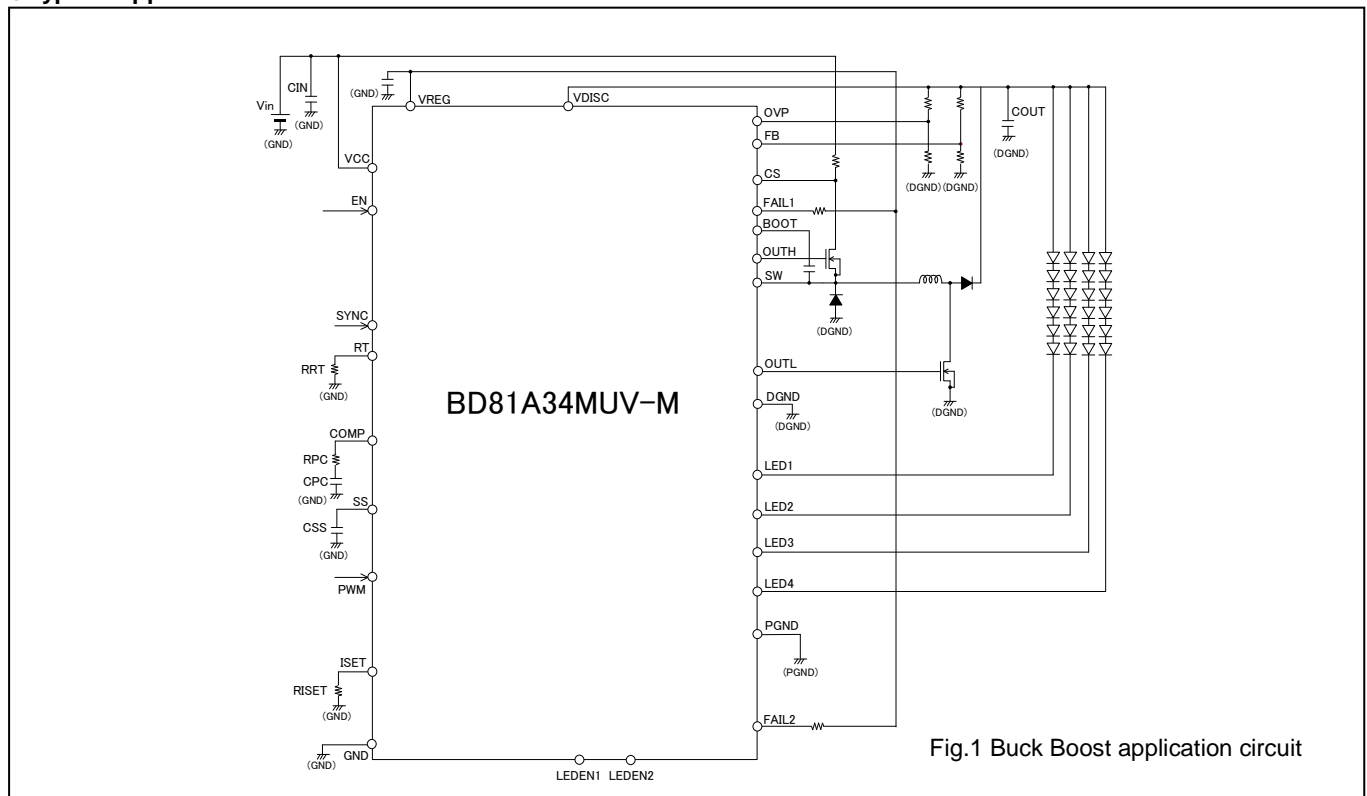 CIN
Vin
(GND)
(GND)
(GND)
VREG
VDISC
VCC
EN
SYNC
RT
RRT
(GND)
COMP
RPC
CPC
(GND)
SS
CSS
(GND)
PWM
ISET
RISET
(GND)
GND
(GND)
BD81A34MUV-M
LEDEN1 LEDEN2
OVP
FB
CS
FAIL1
BOOT
OUTH
SW
OUTL
DGND
(DGND)
LED1
LED2
LED3
LED4
PGND
(PGND)
FAIL2
(DGND) (DGND)
COUT
(DGND)
(DGND)
(DGND)
Fig.1 Buck Boost application circuit